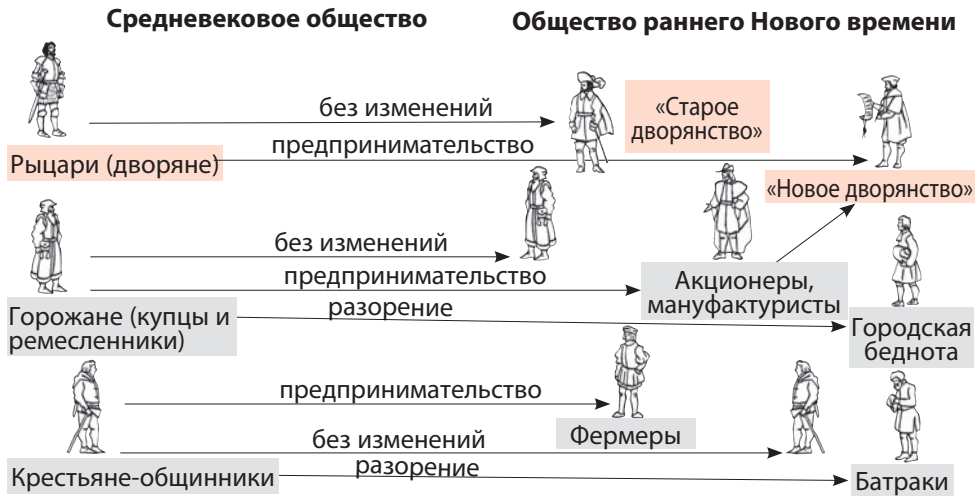 Средневековое общество
Общество раннего Нового времени
без изменений
«Старое
дворянство»
предпринимательство
Рыцари (дворяне)
«Новое дворянство»
без изменений
предпринимательство
Акционеры,
мануфактуристы
разорение
Горожане (купцы и
ремесленники)
Городская
беднота
предпринимательство
Фермеры
без изменений
разорение
Крестьяне-общинники
Батраки